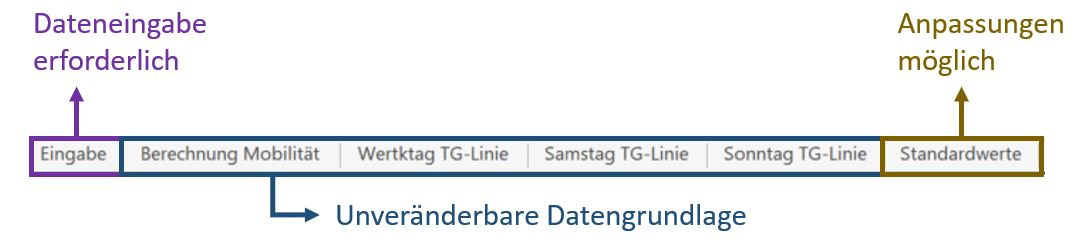 Dateneingabe
erforderlich
Anpassungen
möglich
Eingabe Berechnung Mobilität Wertktag TG-Linie Samstag TG-Linie Sonntag TG-Linie Standardwerte
Unveränderbare Datengrundlage